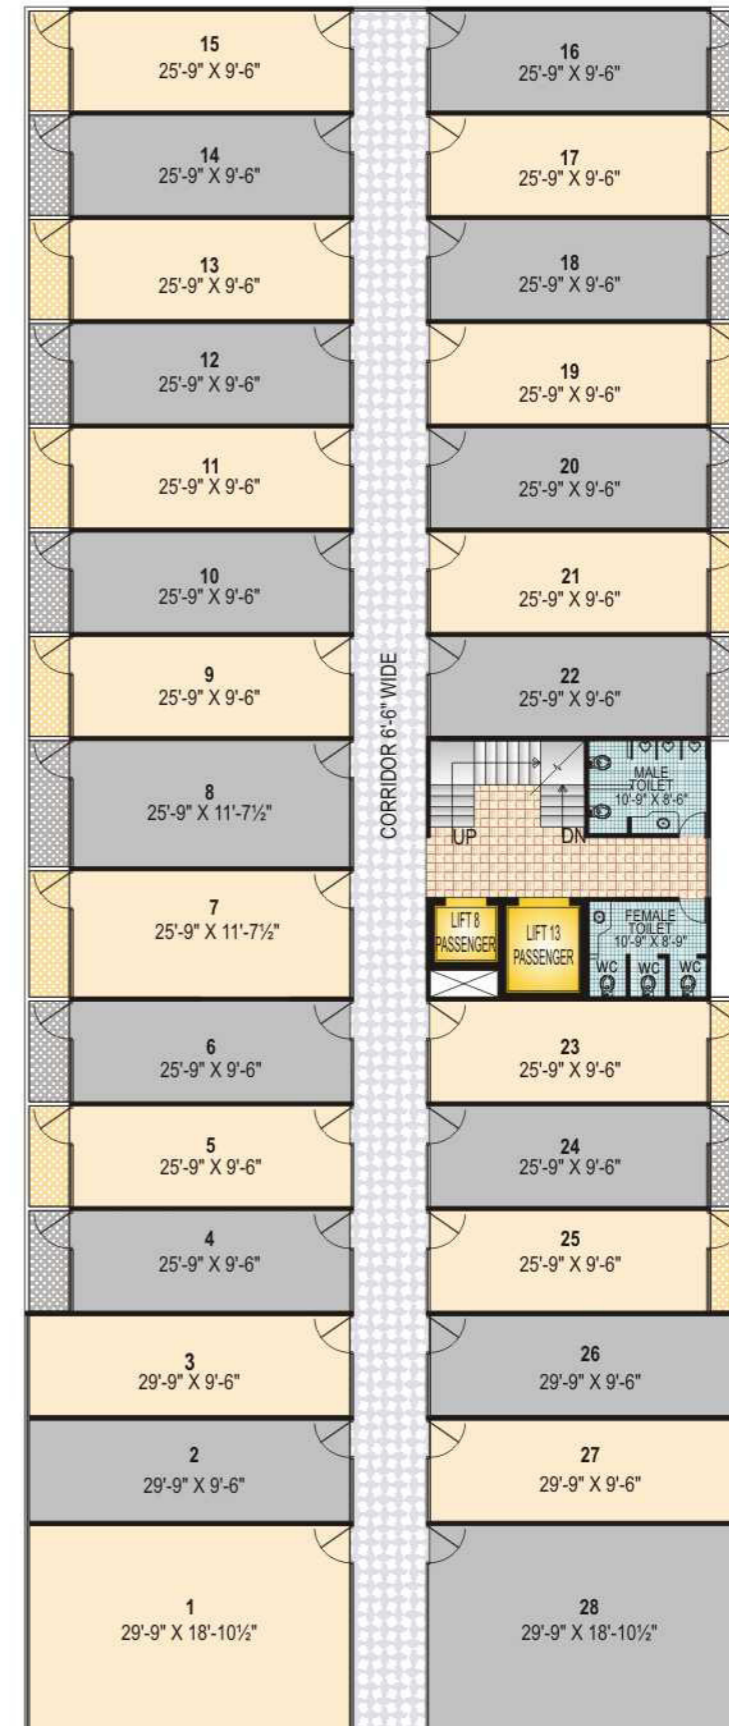 15
25'-9" X 9'-6"
14
25'-9" X 9'-6"
13
25'-9" X 9'-6"
12
25'-9" X 9'-6"
11
25'-9" X 9'-6"
10
25'-9" X 9'-6"
9
25'-9" X 9'-6"
8
25'-9" X 11'-7½"
7
25'-9" X 11'-7½"
6
25'-9" X 9'-6"
5
25'-9" X 9'-6"
4
25'-9" X 9'-6"
3
29'-9" X 9'-6"
2
29'-9" X 9'-6"
1
29'-9" X 18'-10½"
CORRIDOR 6'-6" WIDE
16
25'-9" X 9'-6"
17
25'-9" X 9'-6"
18
25'-9" X 9'-6"
19
25'-9" X 9'-6"
20
25'-9" X 9'-6"
21
25'-9" X 9'-6"
22
25'-9" X 9'-6"
MALE
TOILET
10'-9" X 8'-6"
UP
DN
LIFT 8
PASSENGER
LIFT 13
PASSENGER
FEMALE
TOILET
10'-9" X 8'-9"
WC
WC
WC
23
25'-9" X 9'-6"
24
25'-9" X 9'-6"
25
25'-9" X 9'-6"
26
29'-9" X 9'-6"
27
29'-9" X 9'-6"
28
29'-9" X 18'-10½"